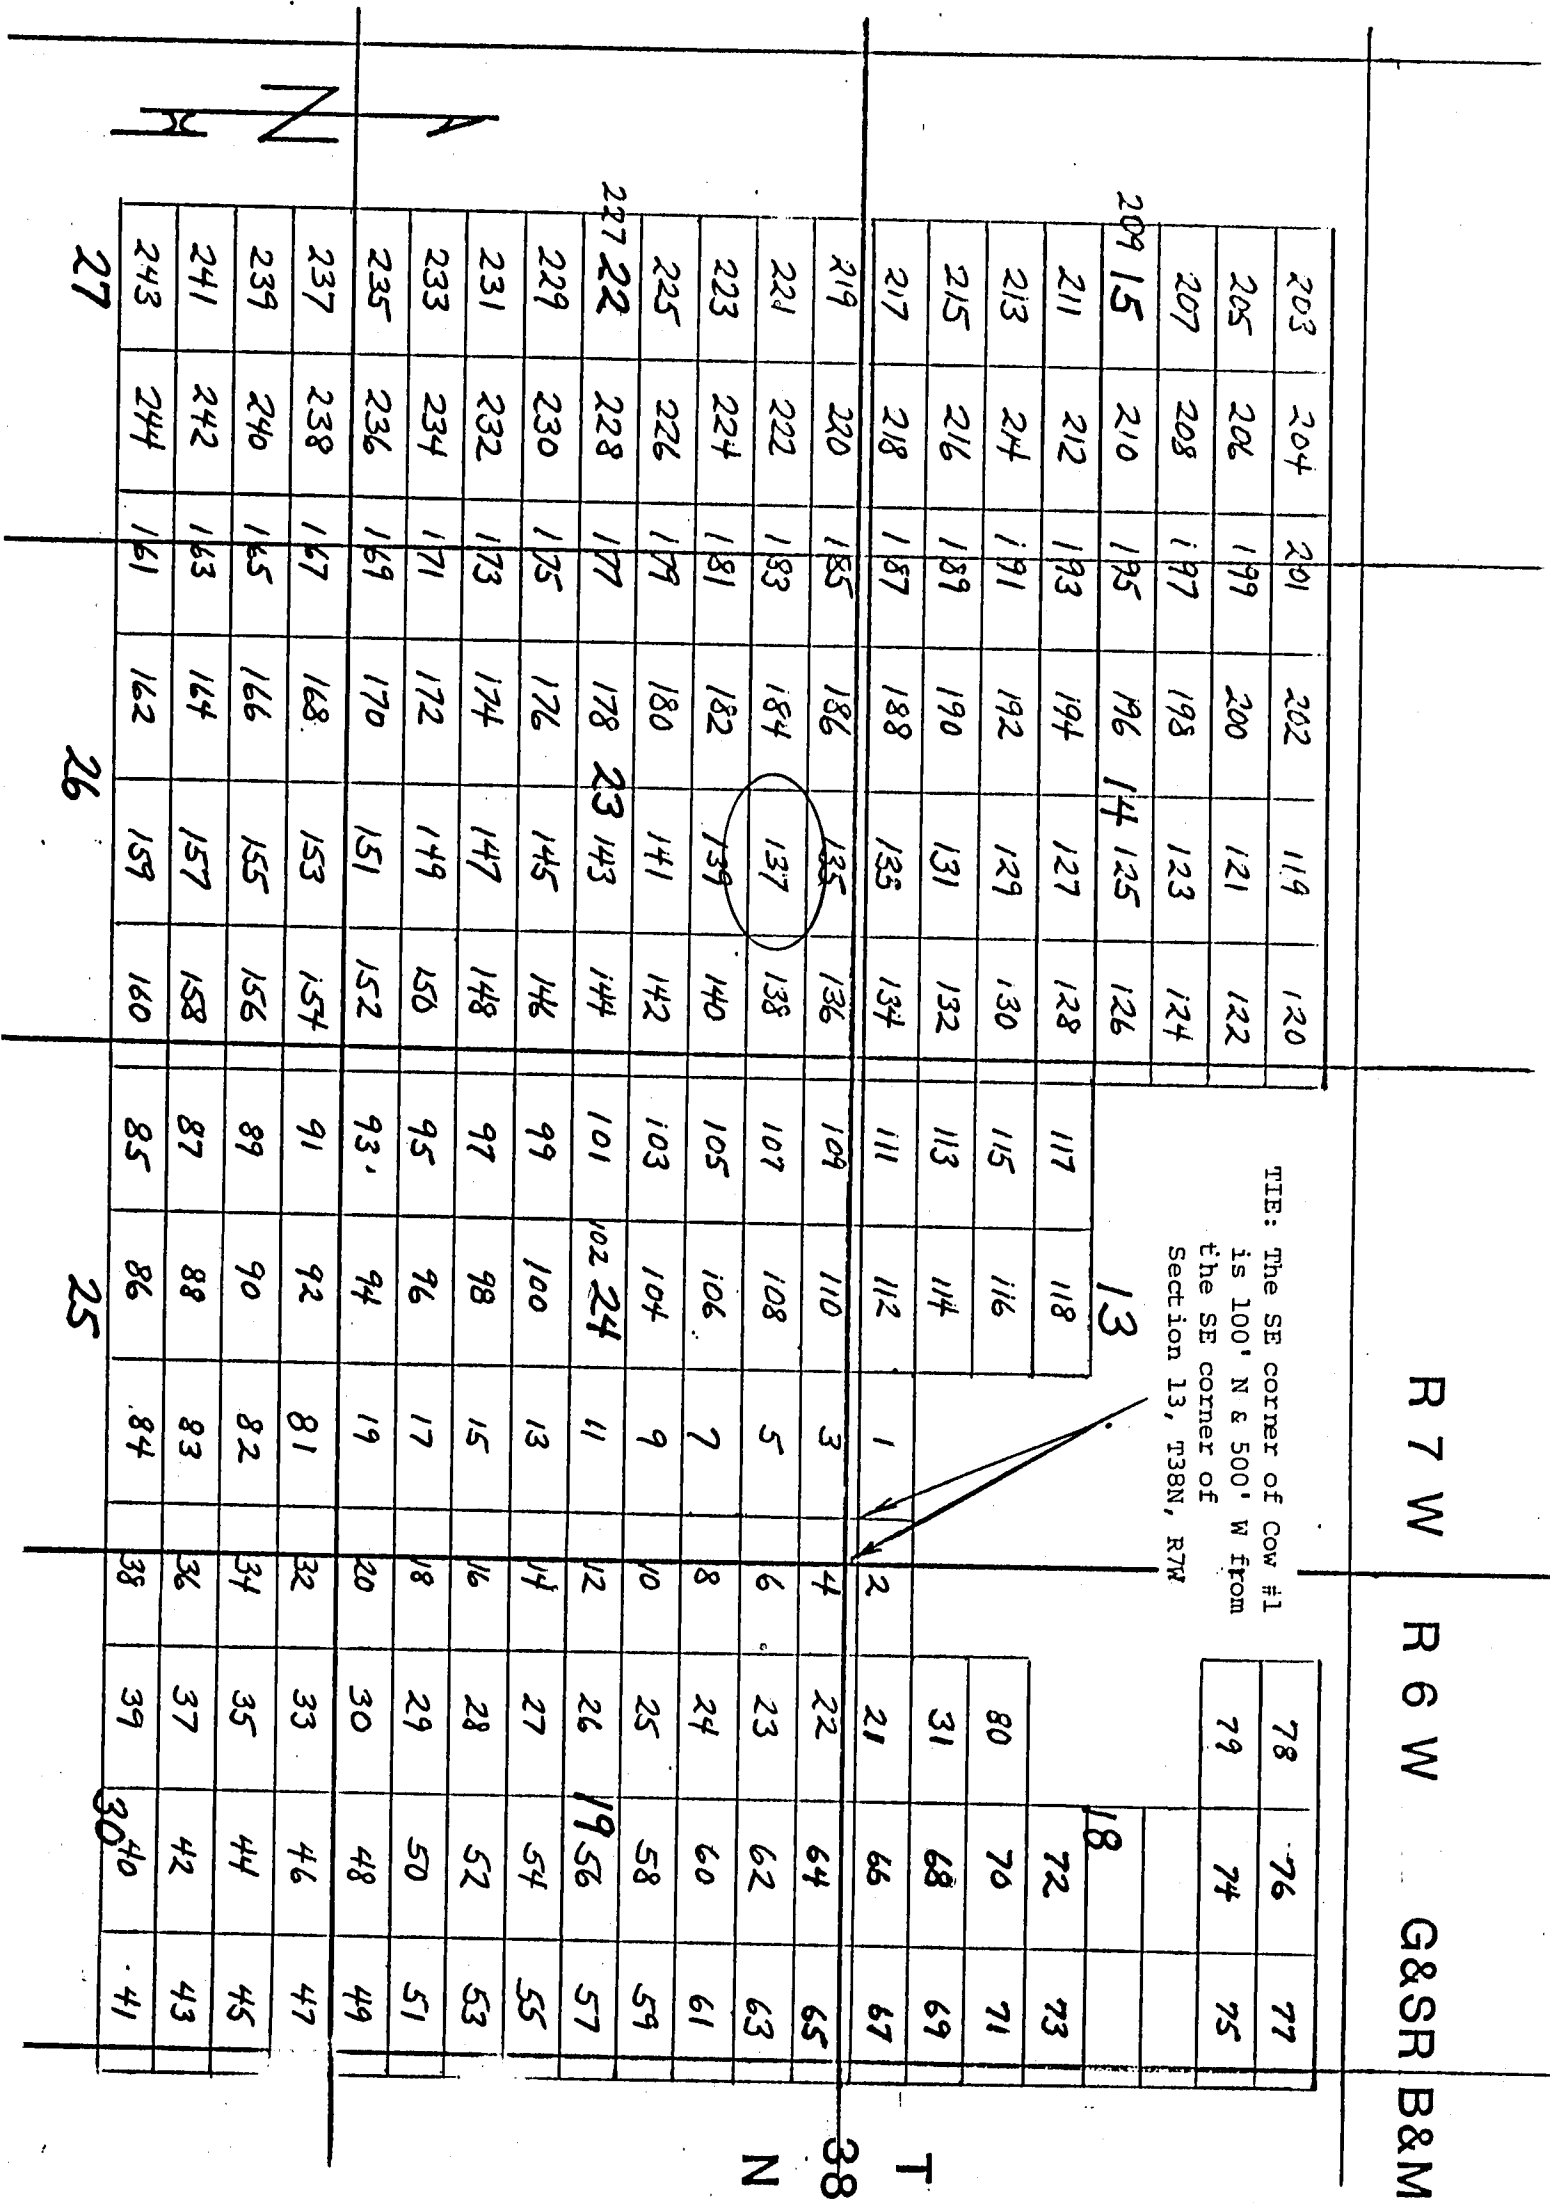 R 7 W R 6 W G&SR B&M
TIE: The SE corner of Cow #1
is 100' N & 500' W from
the SE corner of
Section 13, T38N, R7W
203 204 201 202 119 120 78 76 77
205 206 199 200 121 122 79 74 75
207 208 197 198 123 124
209 15 210 195 196 14 125 126 13 18
211 212 193 194 127 128 117 118 72 73
213 214 191 192 129 130 115 116 80 70 71
215 216 189 190 131 132 113 114 31 68 69
217 218 187 188 133 134 111 112 1 2 21 66 67
219 220 185 186 135 136 109 110 3 4 22 64 65
221 222 183 184 137 138 107 108 5 6 23 62 63
223 224 181 182 139 140 105 106 7 8 24 60 61
225 226 179 180 141 142 103 104 9 10 25 58 59
227 22 228 177 178 23 143 144 101 102 24 11 12 26 19 56 57
229 230 175 176 145 146 99 100 13 14 27 54 55
231 232 173 174 147 148 97 98 15 16 28 52 53
233 234 171 172 149 150 95 96 17 18 29 50 51
235 236 169 170 151 152 93 94 19 20 30 48 49
237 238 167 168 153 154 91 92 81 32 33 46 47
239 240 165 166 155 156 89 90 82 34 35 44 45
241 242 163 164 157 158 87 88 83 36 37 42 43
243 244 161 162 159 160 85 86 84 38 39 40 41
27 26 25 30
T
38
N
N